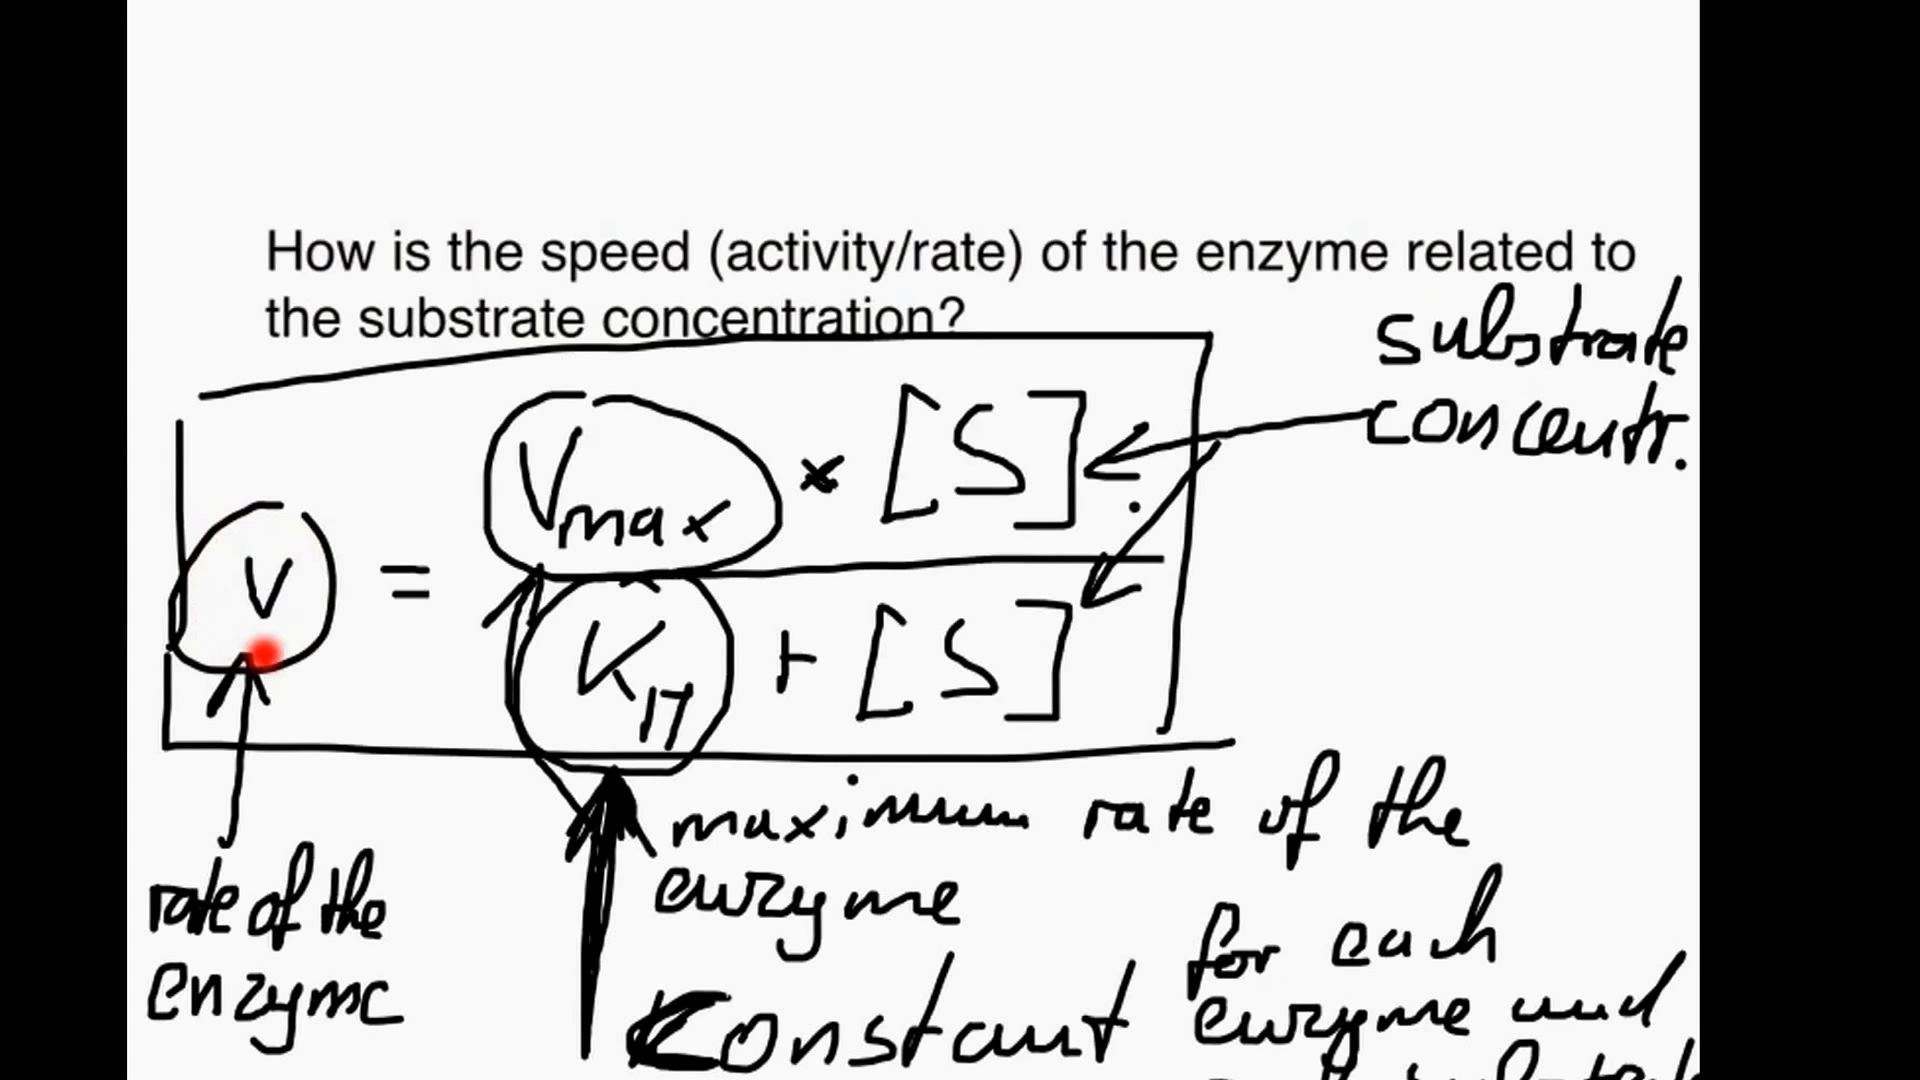 How is the speed (activity/rate) of the enzyme related to
the substrate concentration?
substrate
concentr.
V = Vmax × [S]
KM + [S]
maximum rate of the
enzyme
rate of the
enzyme
Constant
for each
enzyme and